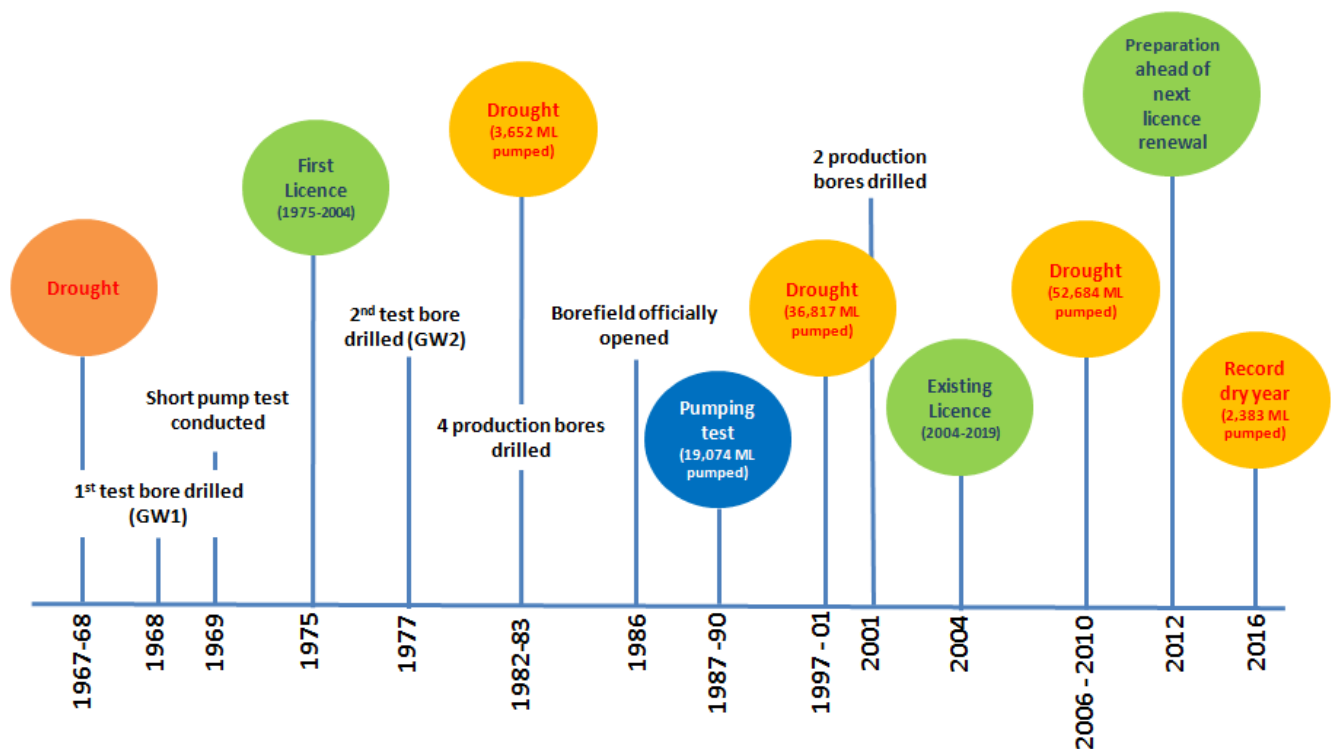 Drought
1st test bore drilled
(GW1)
Short pump test
conducted
First
Licence
(1975-2004)
2nd test bore
drilled (GW2)
Drought
(3,652 ML
pumped)
4 production bores
drilled
Borefield officially
opened
Pumping
test
(19,074 ML
pumped)
Drought
(36,817 ML
pumped)
2 production
bores drilled
Existing
Licence
(2004-2019)
Drought
(52,684 ML
pumped)
Preparation
ahead of
next
licence
renewal
Record
dry year
(2,383 ML
pumped)
1967-68
1968
1969
1975
1977
1982-83
1986
1987 -90
1997 - 01
2001
2004
2006 - 2010
2012
2016